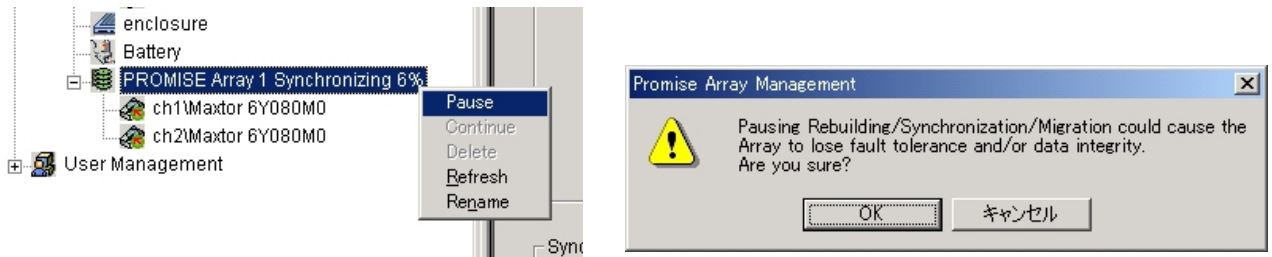 enclosure
Battery
PROMISE Array 1 Synchronizing 6%
ch1\Maxtor 6Y080M0
ch2\Maxtor 6Y080M0
User Management
Pause
Continue
Delete
Refresh
Rename
Promise Array Management
Pausing Rebuilding/Synchronization/Migration could cause the
Array to lose fault tolerance and/or data integrity.
Are you sure?
OK
キャンセル